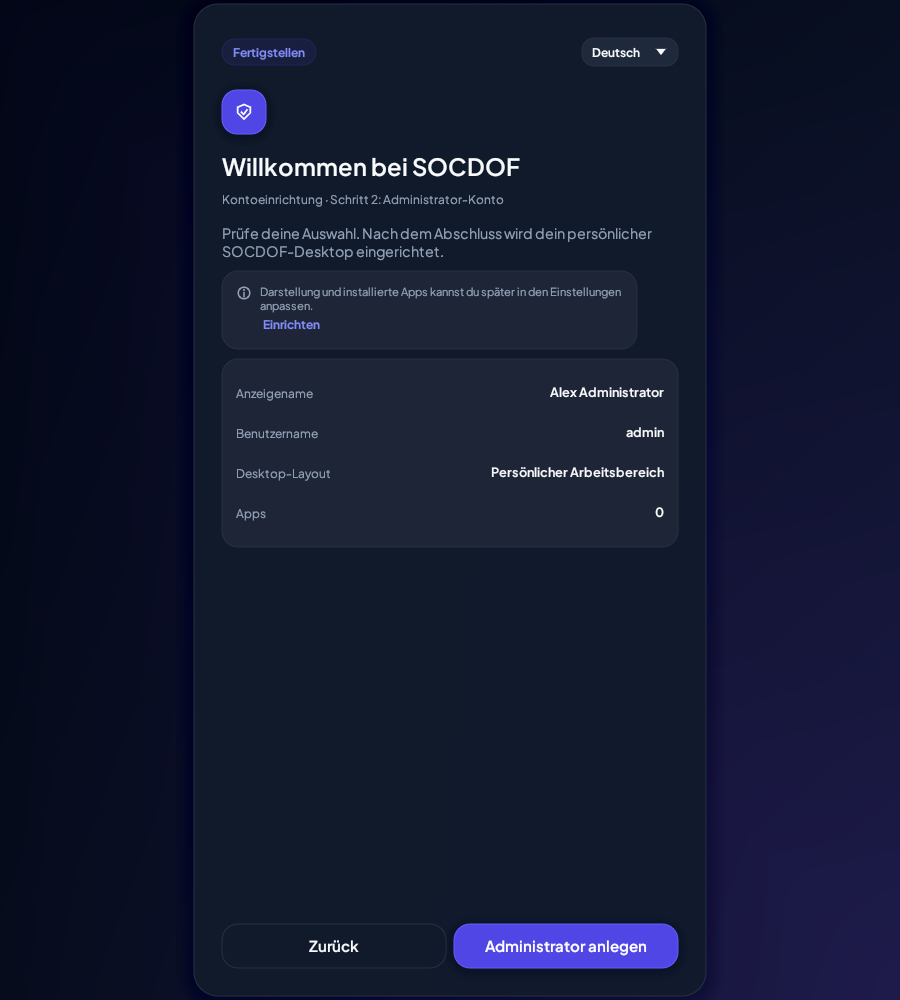 Fertigstellen
Deutsch
Willkommen bei SOCDOF
Kontoeinrichtung · Schritt 2: Administrator-Konto
Prüfe deine Auswahl. Nach dem Abschluss wird dein persönlicher
SOCDOF-Desktop eingerichtet.
Darstellung und installierte Apps kannst du später in den Einstellungen
anpassen.
Einrichten
Anzeigename
Alex Administrator
Benutzername
admin
Desktop-Layout
Persönlicher Arbeitsbereich
Apps
0
Zurück
Administrator anlegen